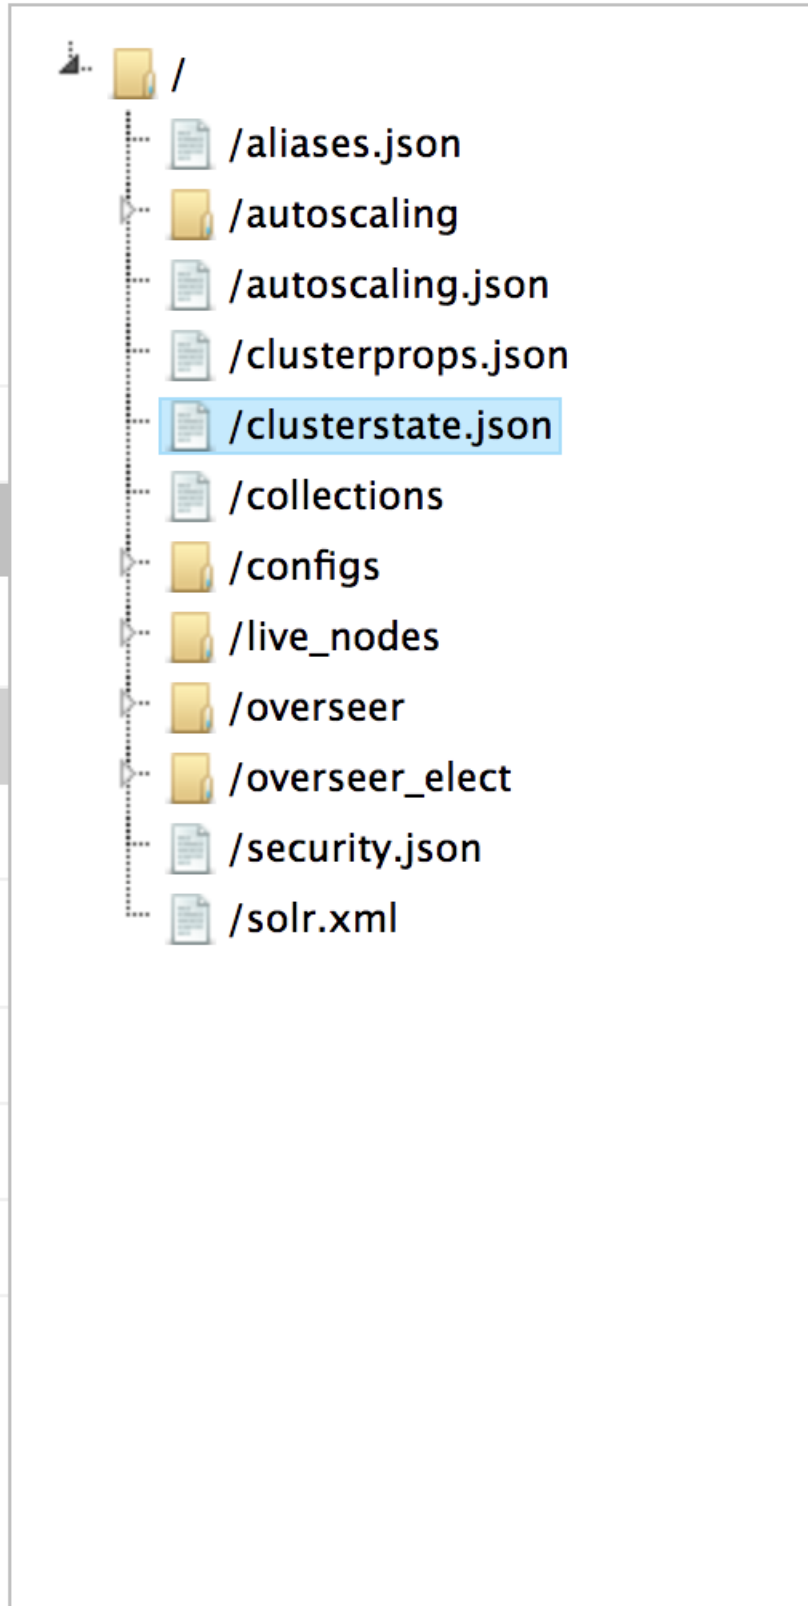 /
/aliases.json
/autoscaling
/autoscaling.json
/clusterprops.json
/clusterstate.json
/collections
/configs
/live_nodes
/overseer
/overseer_elect
/security.json
/solr.xml